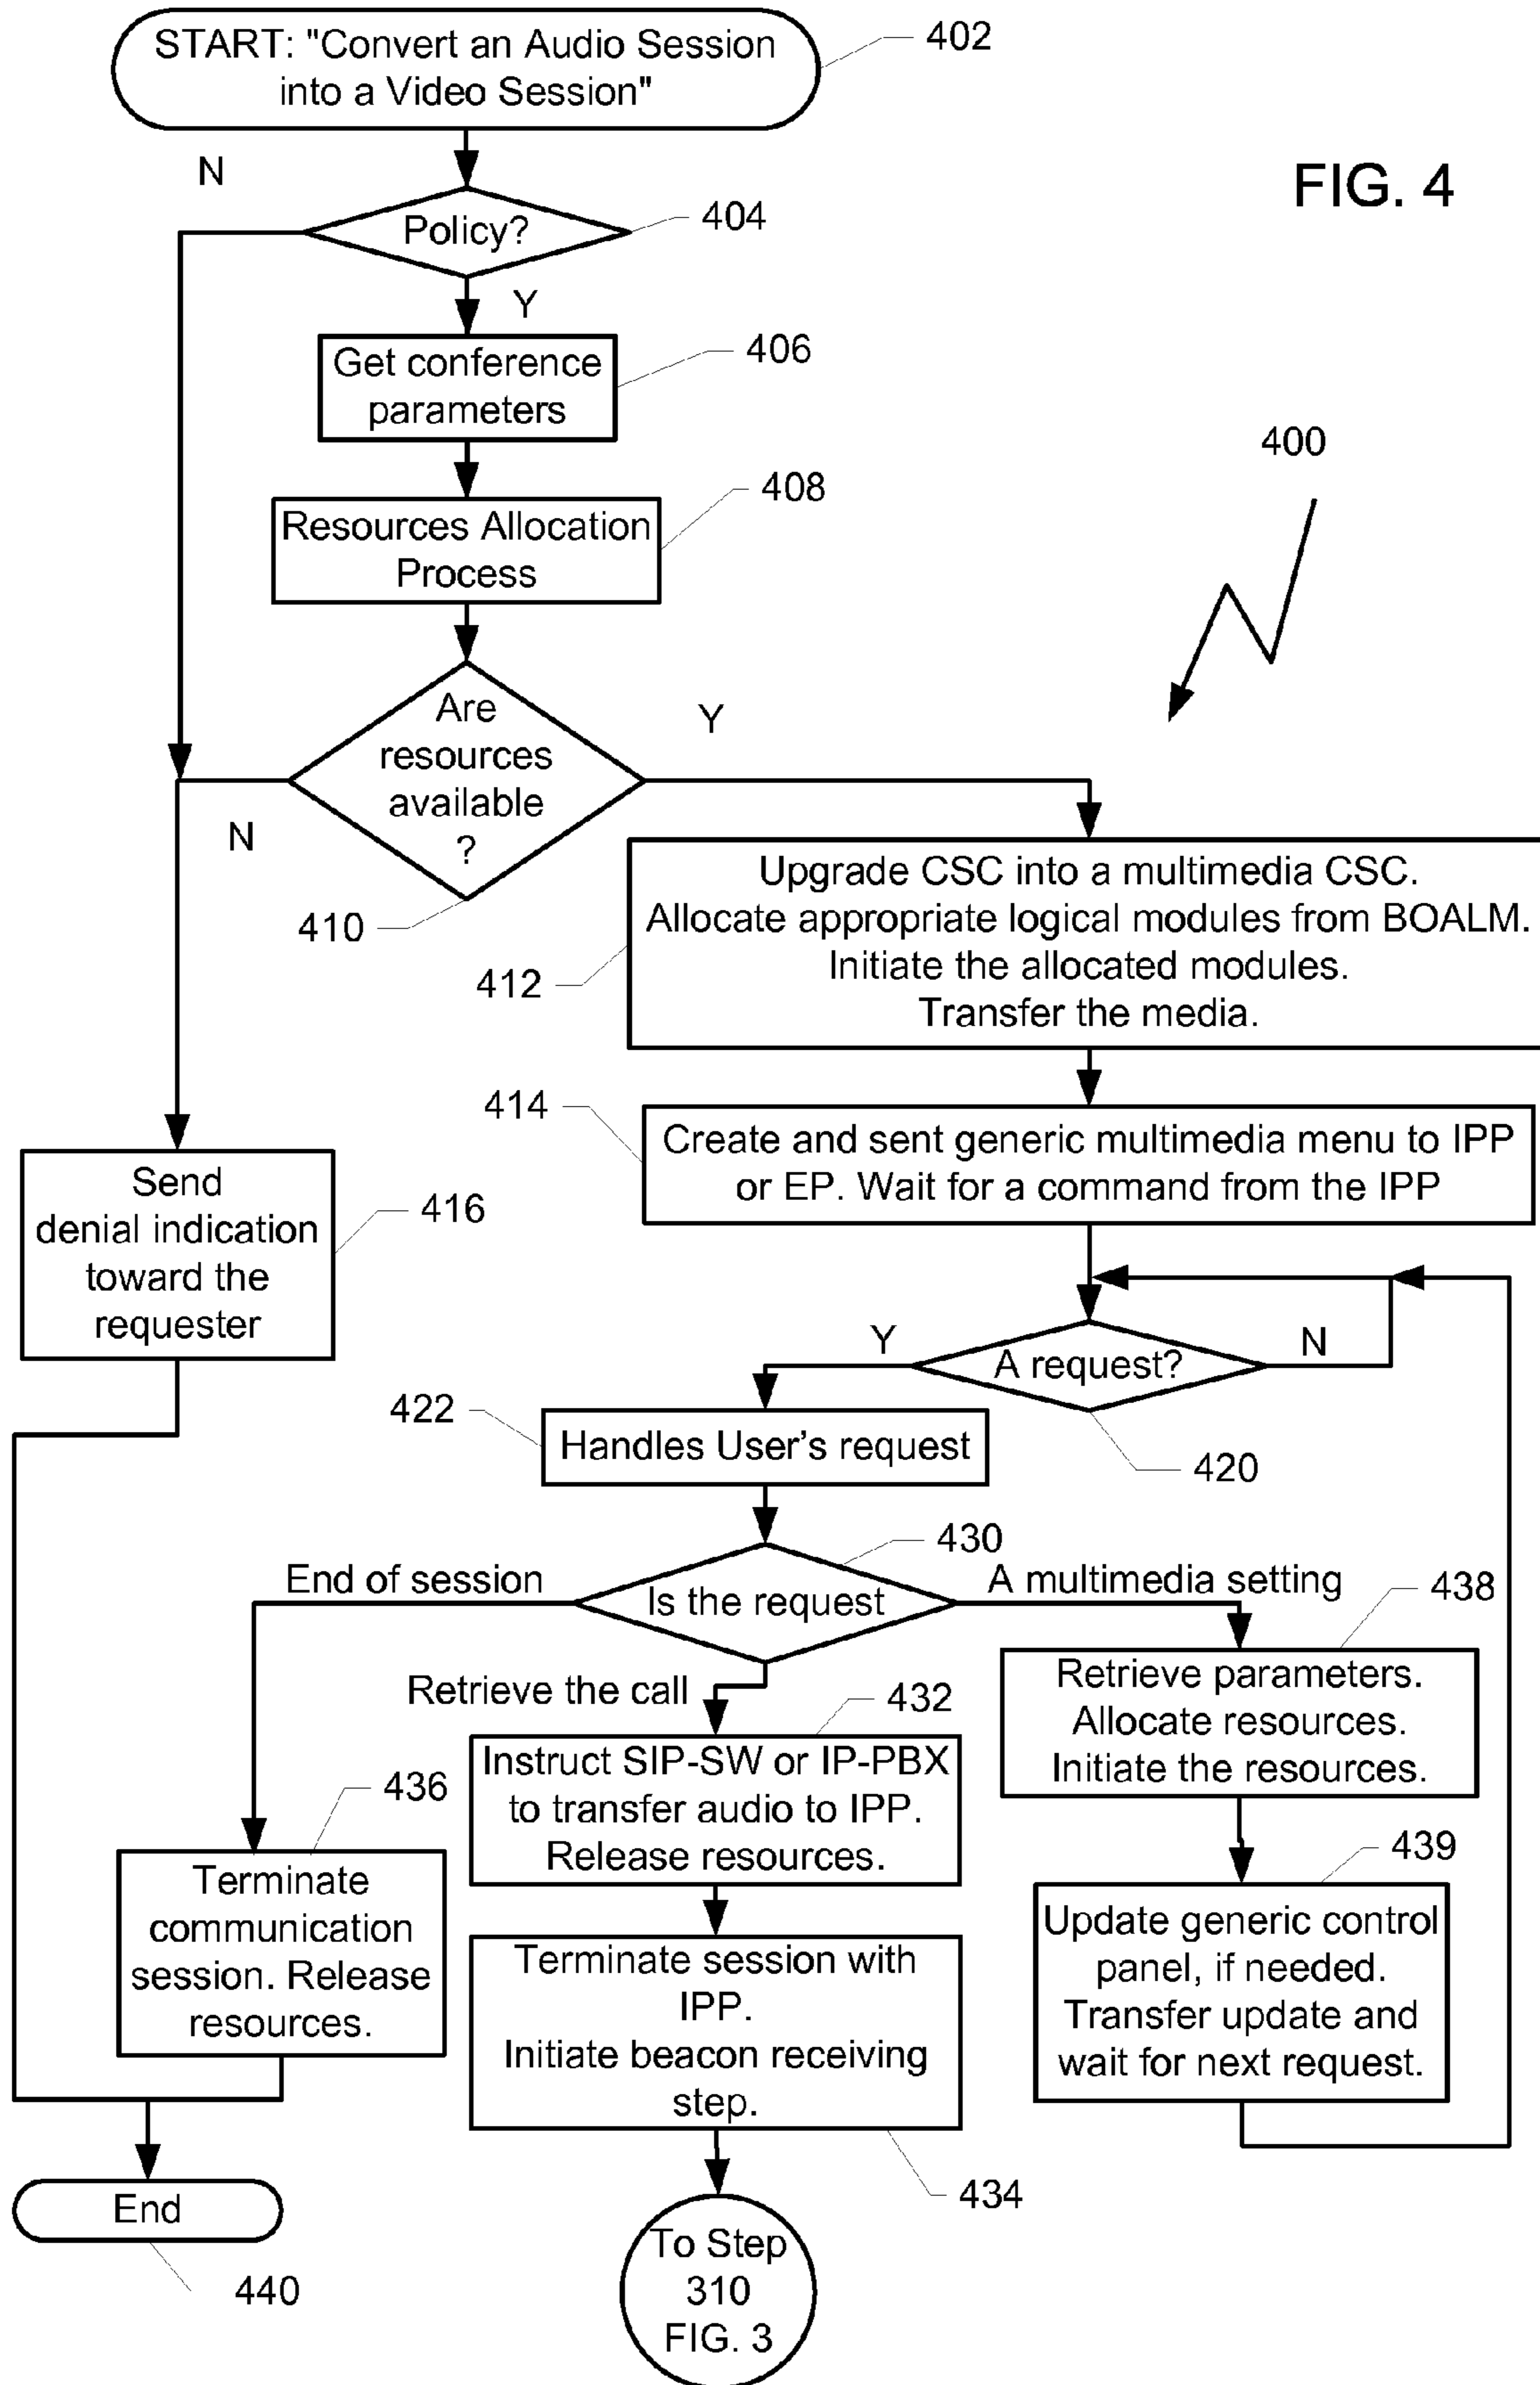 START: "Convert an Audio Session
into a Video Session"
402
FIG. 4
N
Policy?
404
Y
Get conference
parameters
406
400
Resources Allocation
Process
408
Are
resources
available
?
Y
N
410
Upgrade CSC into a multimedia CSC.
Allocate appropriate logical modules from BOALM.
Initiate the allocated modules.
Transfer the media.
412
414
Create and sent generic multimedia menu to IPP
or EP. Wait for a command from the IPP
Send
denial indication
toward the
requester
416
Y
A request?
N
420
422
Handles User's request
430
End of session
Is the request
A multimedia setting
438
Retrieve the call
432
Retrieve parameters.
Allocate resources.
Initiate the resources.
Instruct SIP-SW or IP-PBX
to transfer audio to IPP.
Release resources.
436
439
Terminate
communication
session. Release
resources.
Update generic control
panel, if needed.
Transfer update and
wait for next request.
Terminate session with
IPP.
Initiate beacon receiving
step.
434
End
440
To Step
310
FIG. 3